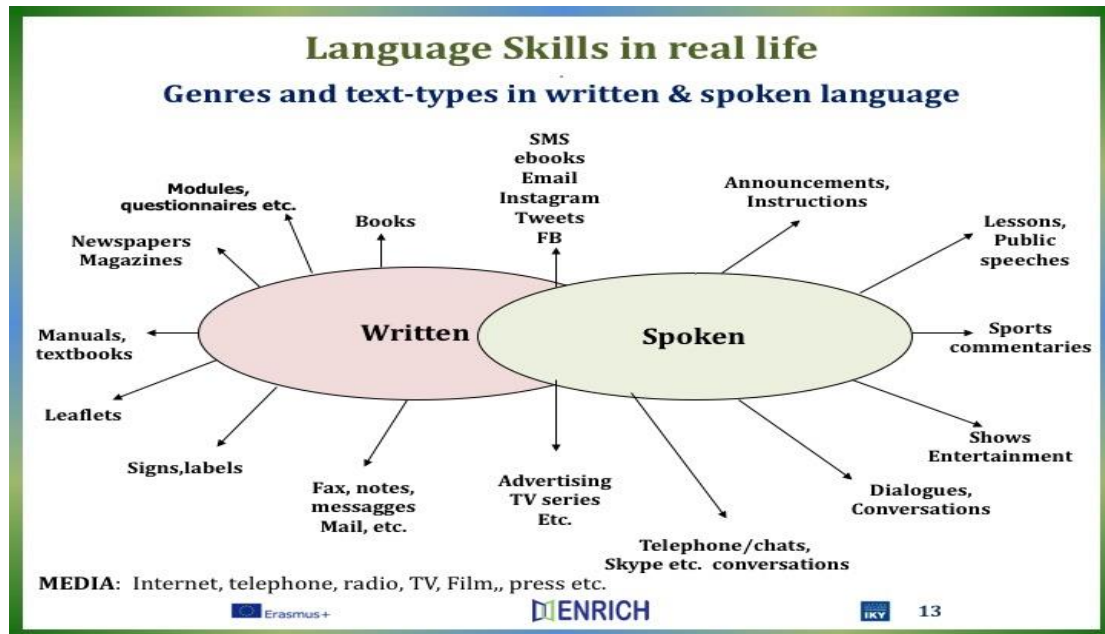 Language Skills in real life
Genres and text-types in written & spoken language
SMS
ebooks
Email
Instagram
Tweets
FB
Modules,
questionnaires etc.
Books
Newspapers
Magazines
Announcements,
Instructions
Lessons,
Public
speeches
Manuals,
textbooks
Written
Spoken
Sports
commentaries
Leaflets
Signs,labels
Fax, notes,
messagges
Mail, etc.
Advertising
TV series
Etc.
Telephone/chats,
Skype etc. conversations
Dialogues,
Conversations
Shows
Entertainment
MEDIA: Internet, telephone, radio, TV, Film,, press etc.
Erasmus+
ENRICH
IKY
13